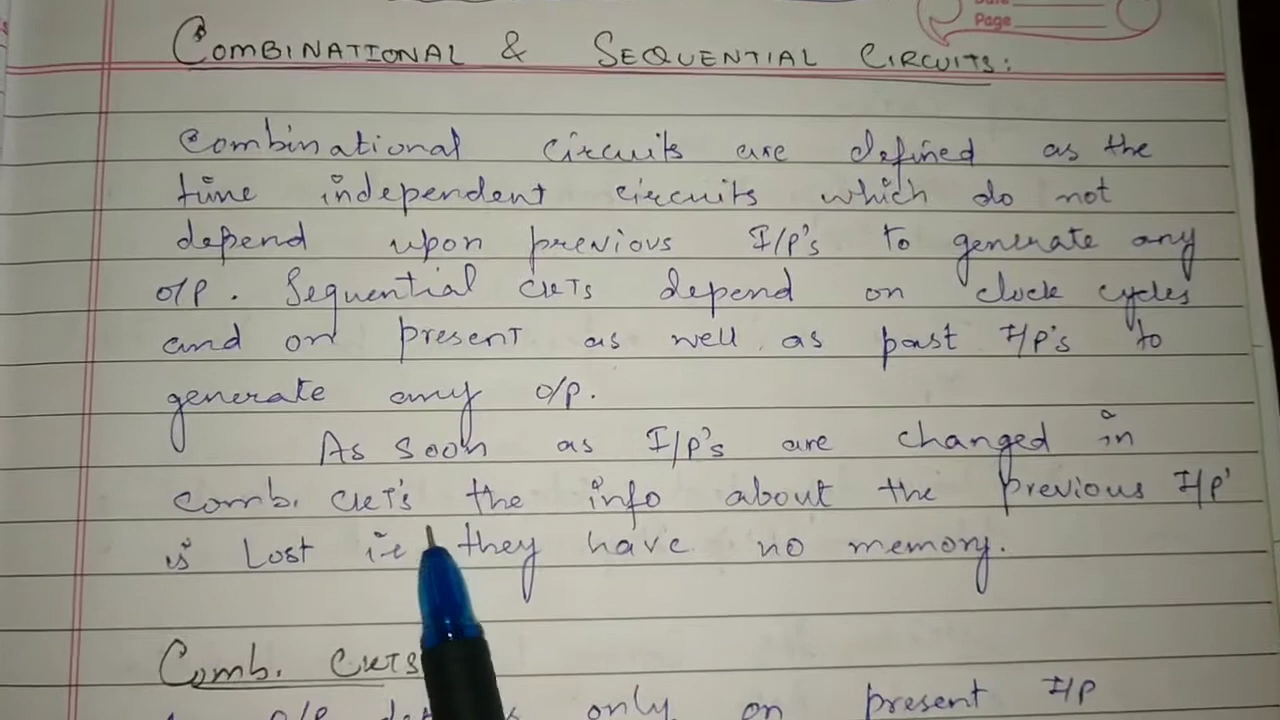 Page
COMBINATIONAL & SEQUENTIAL CIRCUITS:
Combinational circuits are defined as the
time independent circuits which do not
depend upon previous I/P's to generate any
O/P. Sequential CKTS depend on clock cycles
and on present as well as past I/P's to
generate any O/P.
As soon as I/P's are changed in
Comb. CKT's the info about the previous I/P'
is Lost ie they have no memory.
Comb. CKTS
O/P only on present I/P